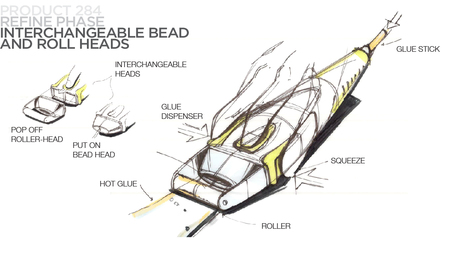 PRODUCT 284
REFINE PHASE
INTERCHANGEABLE BEAD
AND ROLL HEADS
INTERCHANGEABLE
HEADS
GLUE STICK
GLUE
DISPENSER
POP OFF
ROLLER-HEAD
PUT ON
BEAD HEAD
SQUEEZE
HOT GLUE
ROLLER